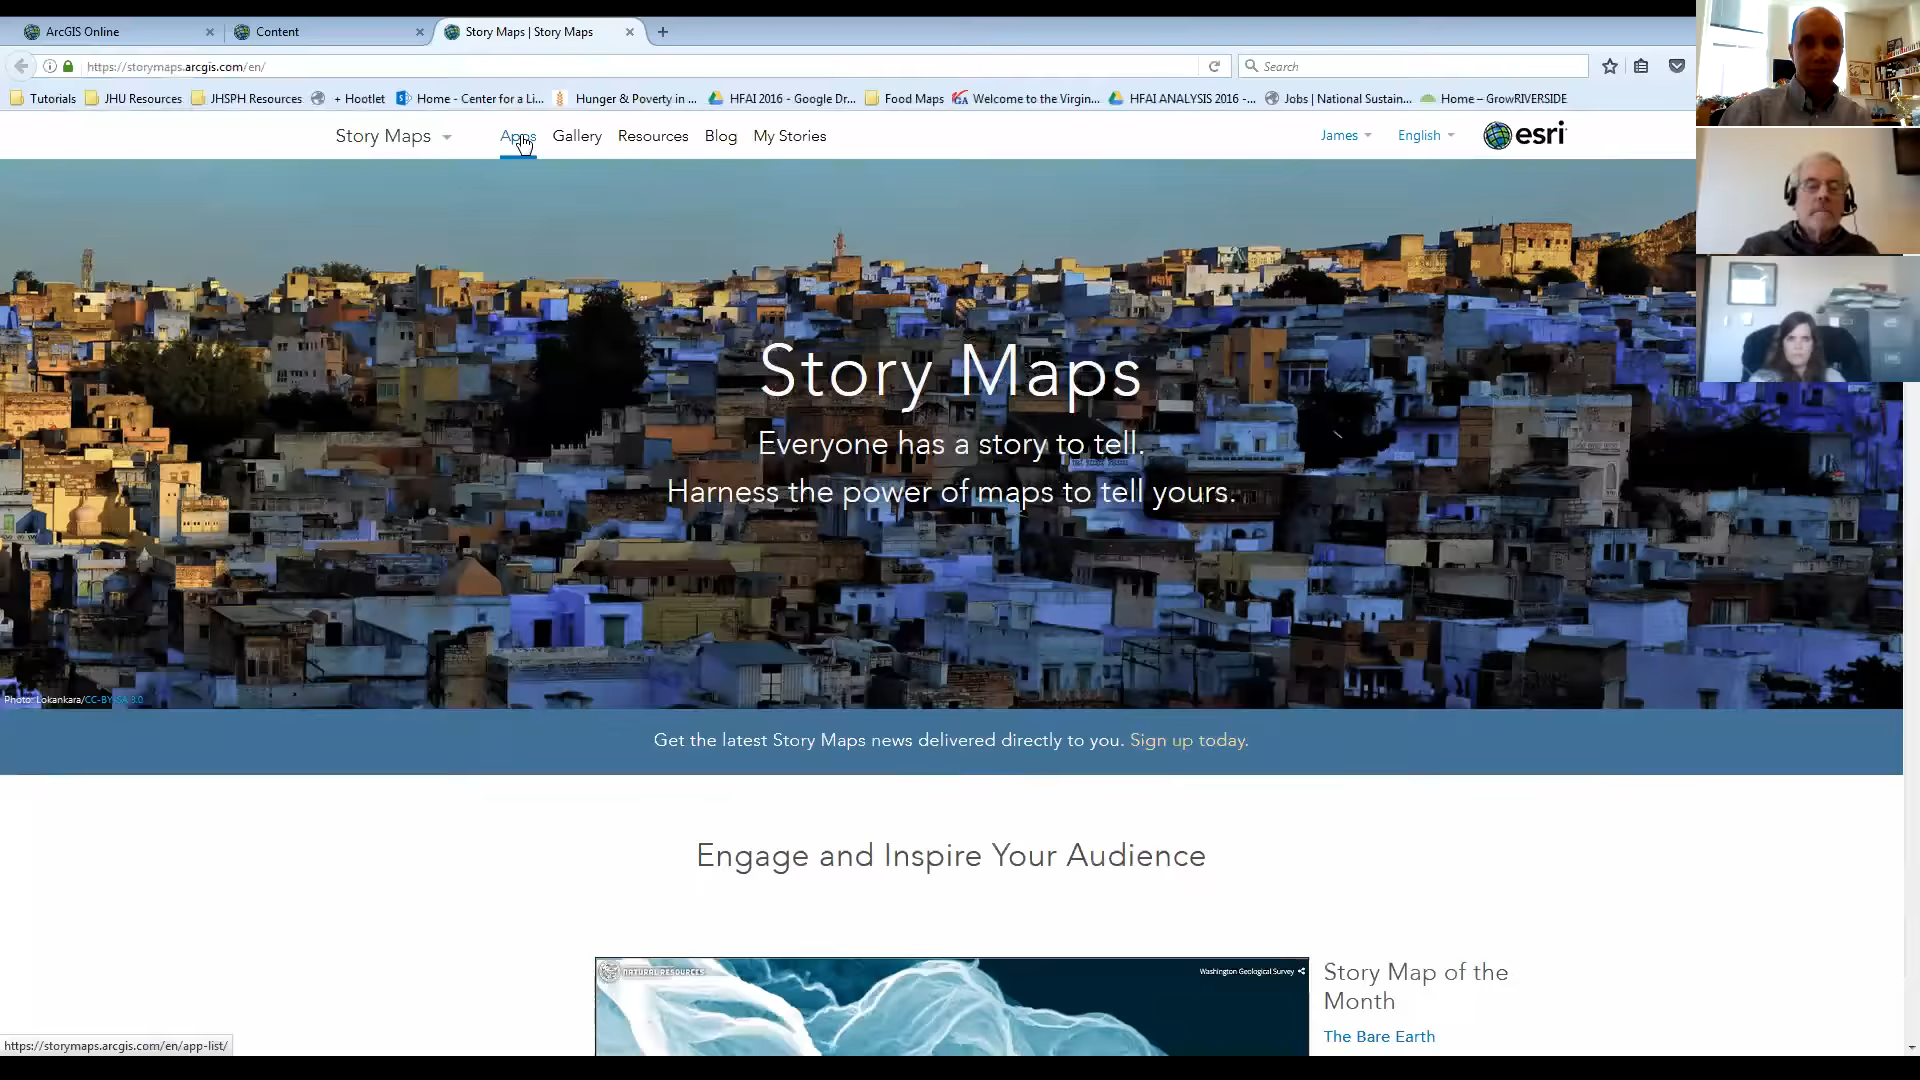 ArcGIS Online
Content
Story Maps | Story Maps
https://storymaps.arcgis.com/en/
Search
Tutorials
JHU Resources
JHSPH Resources
+ Hootlet
Home - Center for a Li...
Hunger & Poverty in ...
HFAI 2016 - Google Dr...
Food Maps
Welcome to the Virgin...
HFAI ANALYSIS 2016 -...
Jobs | National Sustain...
Home – GrowRIVERSIDE
Story Maps
Apps
Gallery
Resources
Blog
My Stories
James
English
esri
Story Maps
Everyone has a story to tell.
Harness the power of maps to tell yours.
Photo: Lokankara/CC-BY-SA 3.0
Get the latest Story Maps news delivered directly to you. Sign up today.
Engage and Inspire Your Audience
NATURAL RESOURCES
Washington Geological Survey
Story Map of the
Month
The Bare Earth
https://storymaps.arcgis.com/en/app-list/